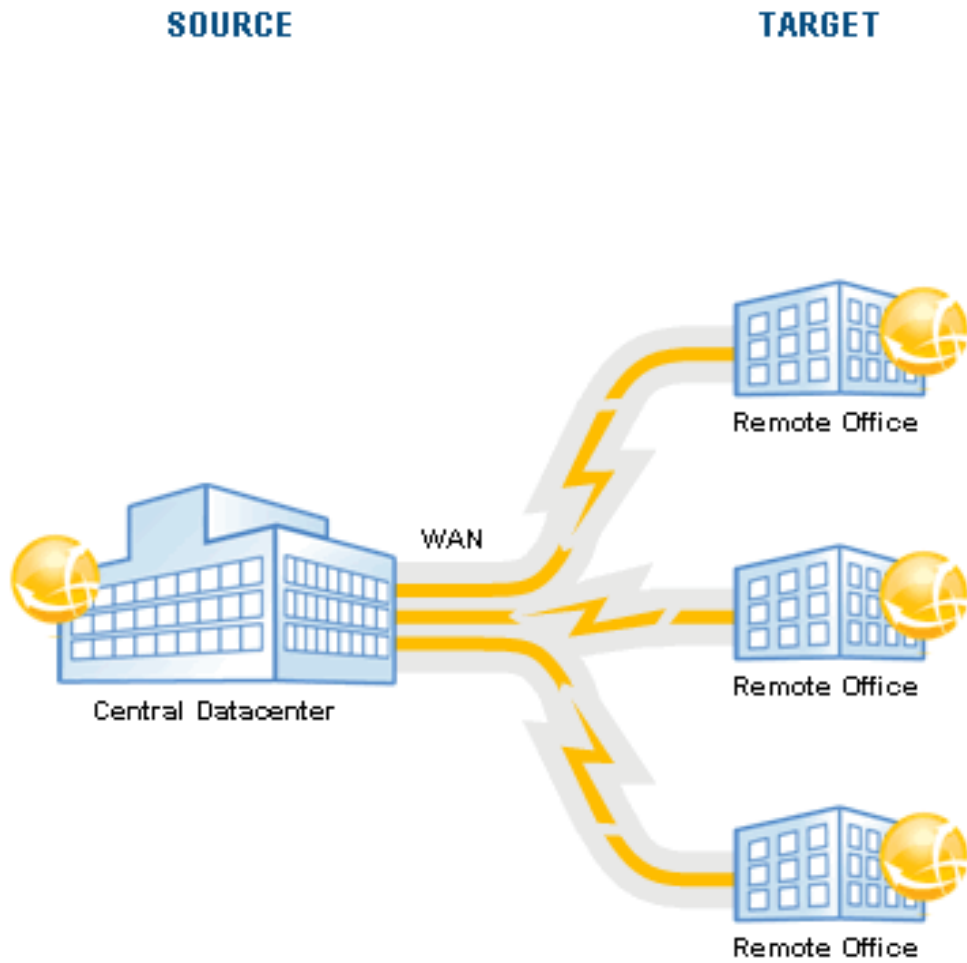 SOURCE
TARGET
Remote Office
WAN
Remote Office
Central Datacenter
Remote Office